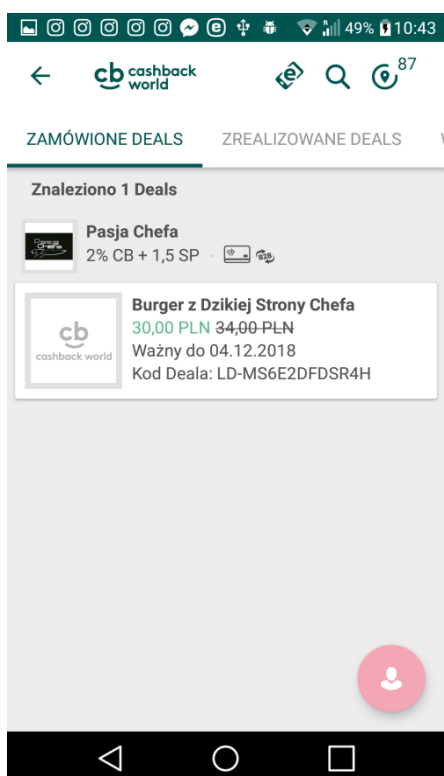 49% 10:43
cashback
world
87
ZAMÓWIONE DEALS ZREALIZOWANE DEALS
Znaleziono 1 Deals
Pasja Chefa
2% CB + 1,5 SP - B2B
Burger z Dzikiej Strony Chefa
30,00 PLN 34,00 PLN
Ważny do 04.12.2018
Kod Deala: LD-MS6E2DFDSR4H
cb
cashback world